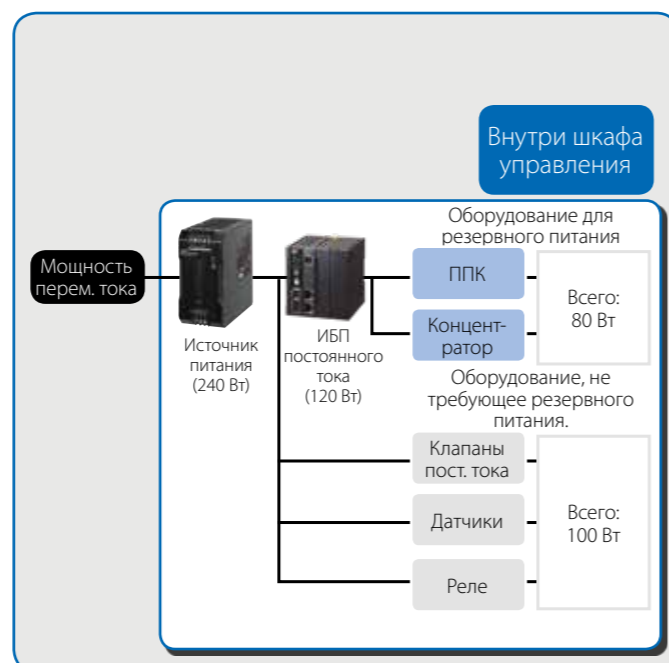 Внутри шкафа
управления
Оборудование для
резервного питания
Мощность
перем. тока
Источник
питания
(240 Вт)
ИБП
постоянного
тока
(120 Вт)
ППК
Концент-
ратор
Всего:
80 Вт
Оборудование, не
требующее резервного
питания.
Клапаны
пост. тока
Датчики
Реле
Всего:
100 Вт